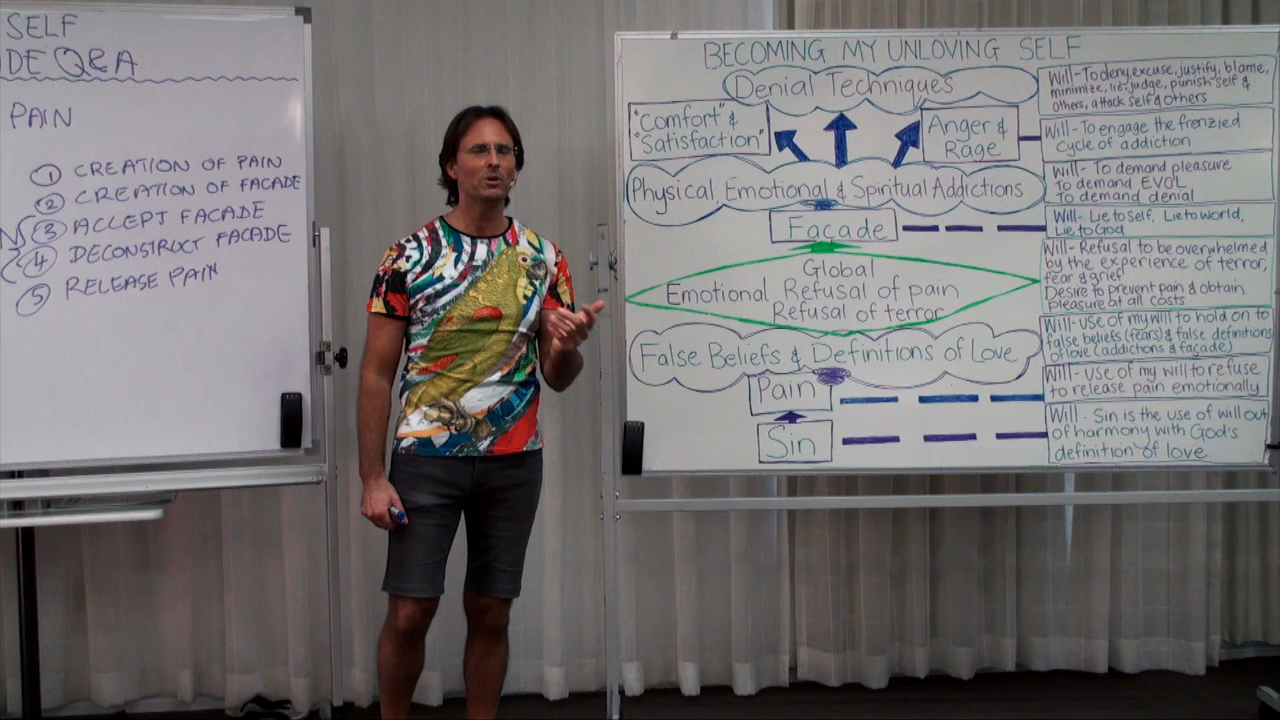 SELF
DE Q&A
PAIN
① CREATION OF PAIN
② CREATION OF FACADE
③ ACCEPT FACADE
④ DECONSTRUCT FACADE
⑤ RELEASE PAIN
BECOMING MY UNLOVING SELF
Denial Techniques
"Comfort" &
"Satisfaction"
Anger &
Rage
Physical, Emotional & Spiritual Addictions
Façade
Global
Emotional Refusal of pain
Refusal of terror
False Beliefs & Definitions of Love
Pain
Sin
Will - To deny, excuse, justify, blame,
minimize, lie, judge, punish self &
others, attack self & others
Will - To engage the frenzied
cycle of addiction
Will - To demand pleasure
To demand EVOL
To demand denial
Will - Lie to self, Lie to world,
Lie to God
Will - Refusal to be overwhelmed
by the experience of terror,
fear & grief
Desire to prevent pain & obtain
pleasure at all costs
Will - use of my will to hold on to
false beliefs (fears) & false definitions
of love (addictions & façade)
Will - use of my will to refuse
to release pain emotionally
Will - Sin is the use of will out
of harmony with God's
definition of love.